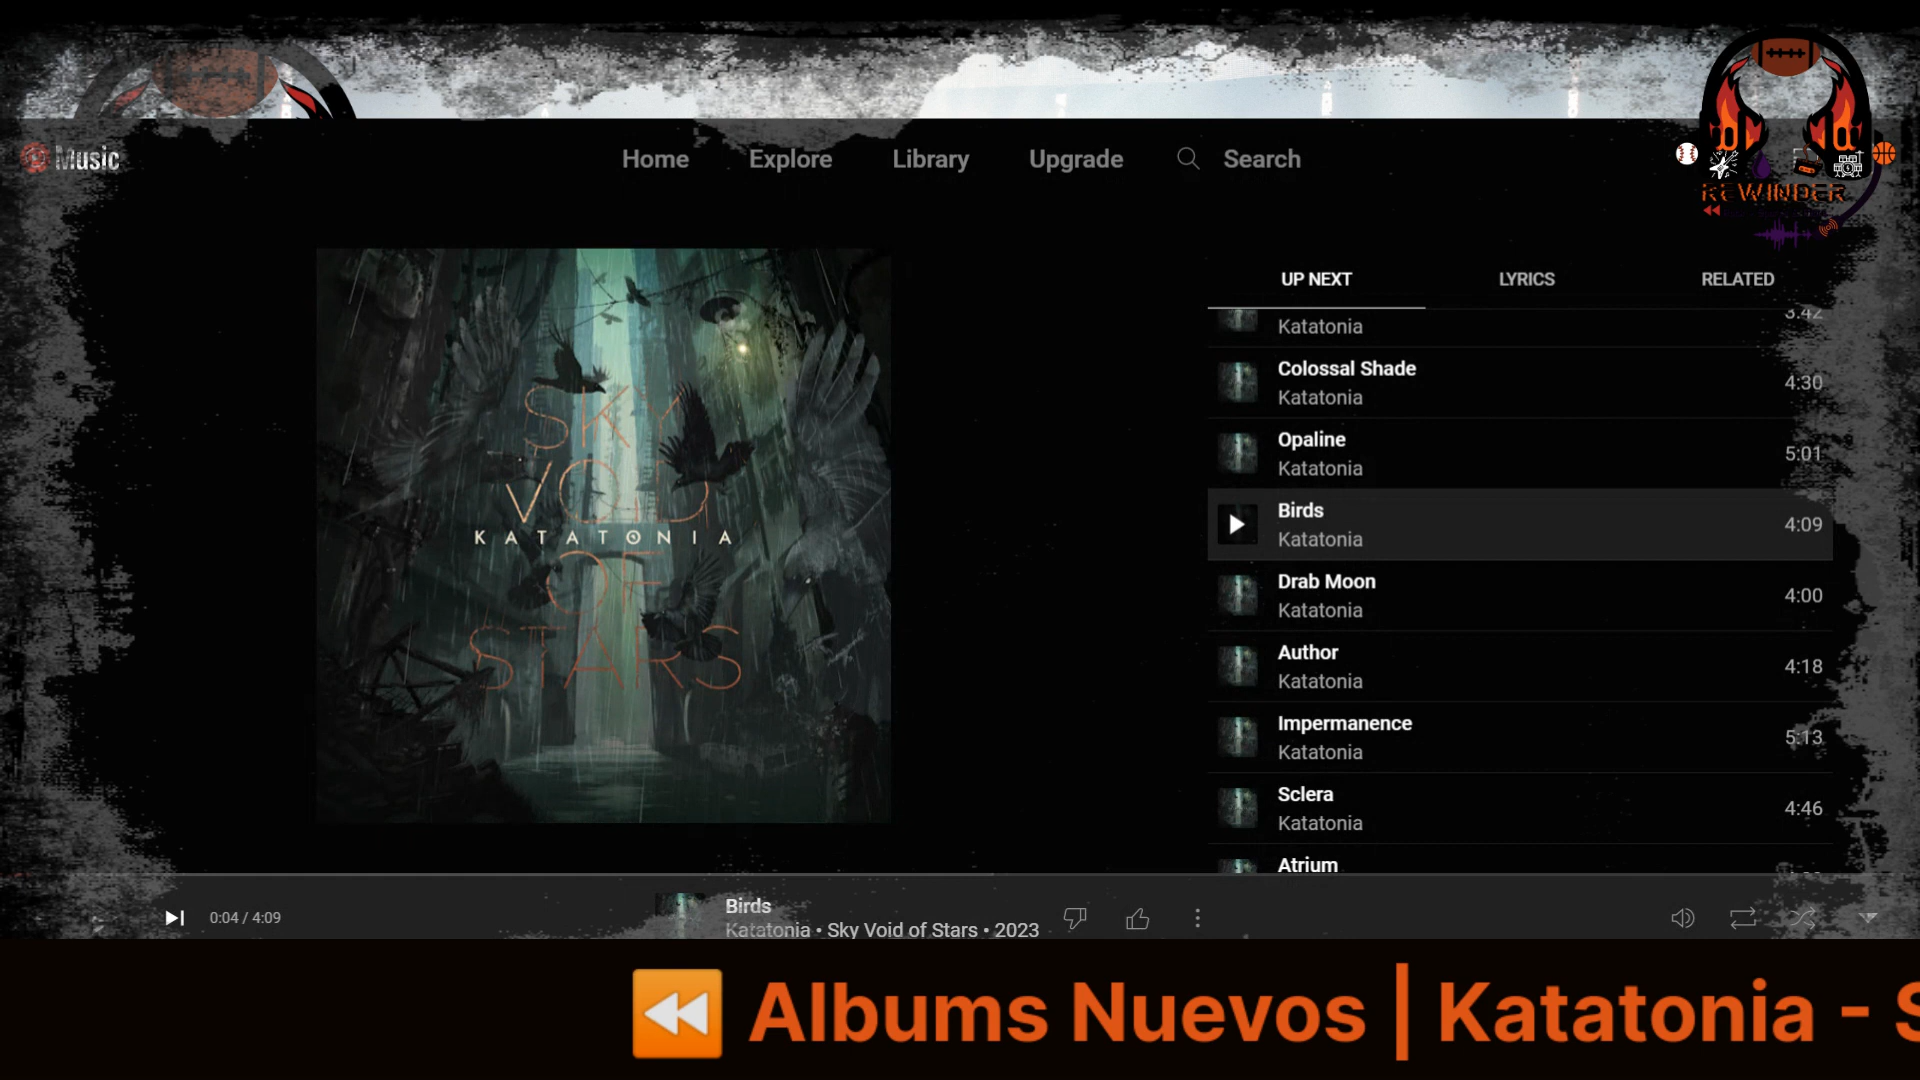 Music
Home
Explore
Library
Upgrade
Search
REWINDER
UP NEXT
LYRICS
RELATED
3:42
Katatonia
Colossal Shade
4:30
Katatonia
Opaline
5:01
Katatonia
Birds
4:09
Katatonia
Drab Moon
4:00
Katatonia
Author
4:18
Katatonia
Impermanence
5:13
Katatonia
Sclera
4:46
Katatonia
Atrium
SKY
VOID
KATATONIA
OF
STARS
0:04 / 4:09
Birds
Katatonia • Sky Void of Stars • 2023
Albums Nuevos | Katatonia - S